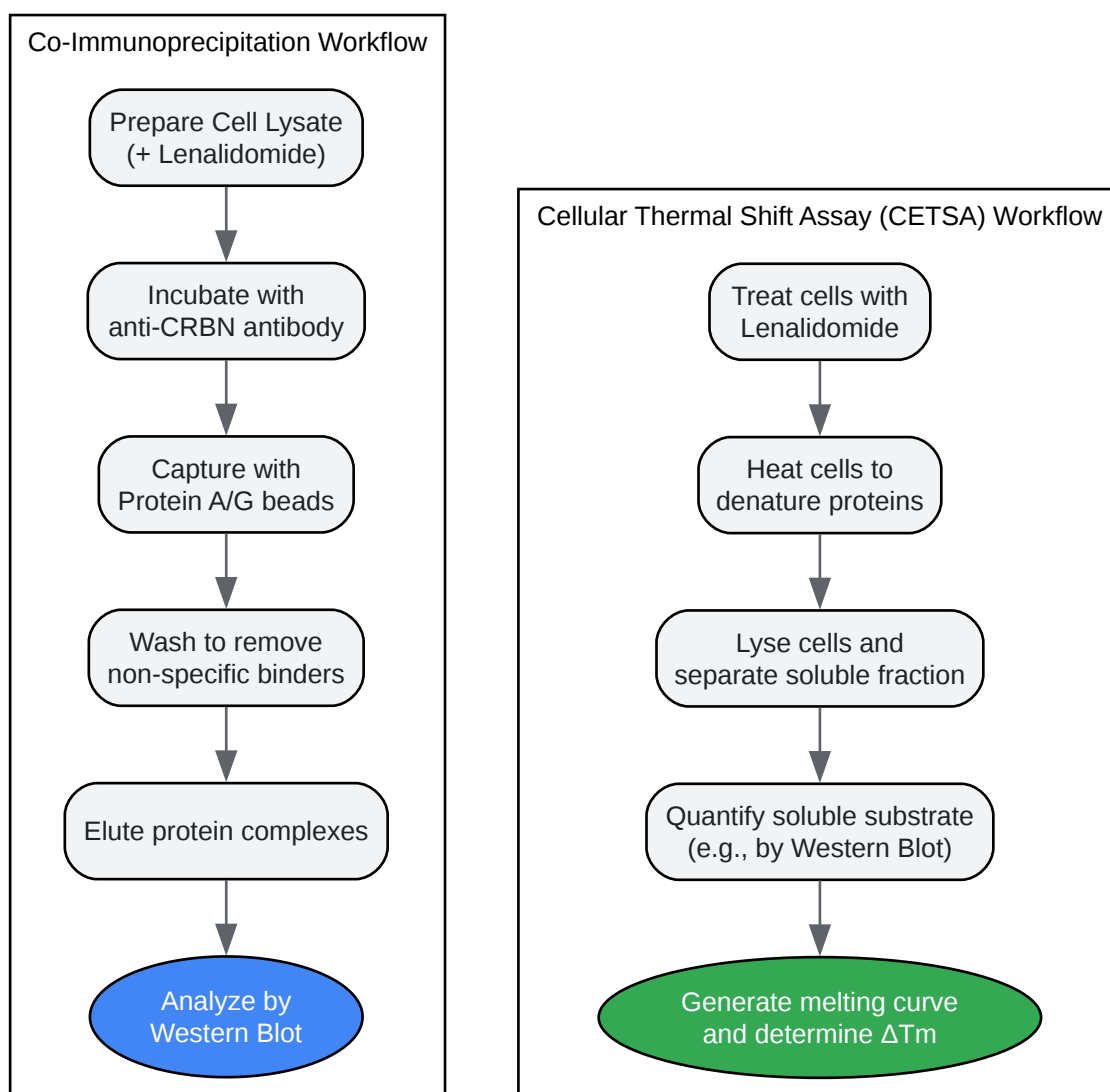 Co-Immunoprecipitation Workflow
Prepare Cell Lysate
(+ Lenalidomide)
Incubate with
anti-CRBN antibody
Capture with
Protein A/G beads
Wash to remove
non-specific binders
Elute protein complexes
Analyze by
Western Blot
Cellular Thermal Shift Assay (CETSA) Workflow
Treat cells with
Lenalidomide
Heat cells to
denature proteins
Lyse cells and
separate soluble fraction
Quantify soluble substrate
(e.g., by Western Blot)
Generate melting curve
and determine ΔTm